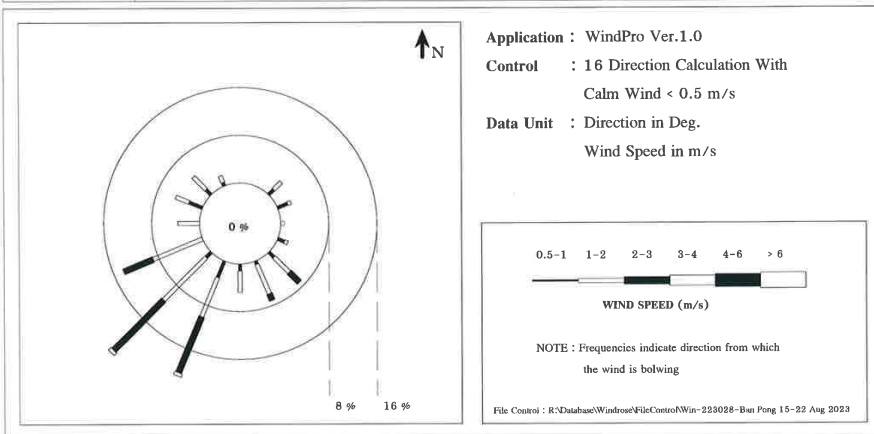 N
0 %
8 %
16 %
Application : WindPro Ver.1.0
Control : 16 Direction Calculation With
Calm Wind < 0.5 m/s
Data Unit : Direction in Deg.
Wind Speed in m/s
0.5-1 1-2 2-3 3-4 4-6 > 6
WIND SPEED (m/s)
NOTE : Frequencies indicate direction from which
the wind is bolwing
File Control : R:\Database\Windrose\FileControl\Win-223028-Ban Pong 15-22 Aug 2023